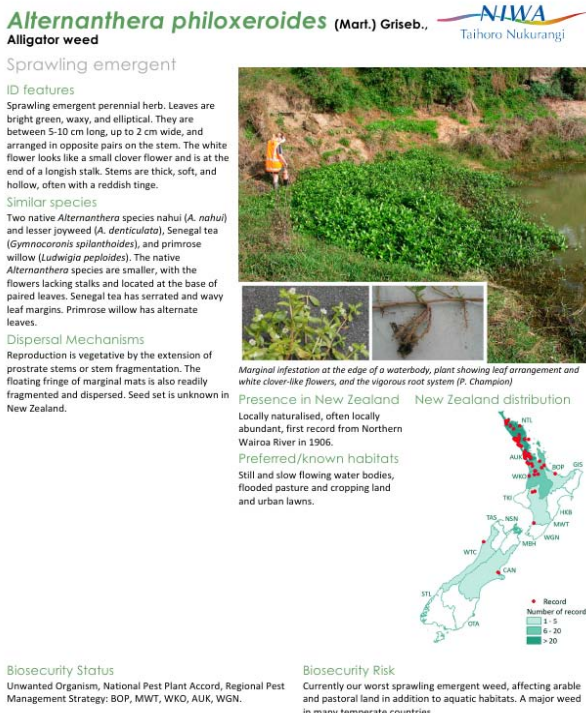 Alternanthera philoxeroides (Mart.) Griseb.,
Alligator weed
NIWA
Taihoro Nukurangi
Sprawling emergent
ID features
Sprawling emergent perennial herb. Leaves are
bright green, waxy, and elliptical. They are
between 5-10 cm long, up to 2 cm wide, and
arranged in opposite pairs on the stem. The white
flower looks like a small clover flower and is at the
end of a longish stalk. Stems are thick, soft, and
hollow, often with a reddish tinge.
Similar species
Two native Alternanthera species nahui (A. nahui)
and lesser joyweed (A. denticulata), Senegal tea
(Gymnocoronis spilanthoides), and primrose
willow (Ludwigia peploides). The native
Alternanthera species are smaller, with the
flowers lacking stalks and located at the base of
paired leaves. Senegal tea has serrated and wavy
leaf margins. Primrose willow has alternate
leaves.
Dispersal Mechanisms
Reproduction is vegetative by the extension of
prostrate stems or stem fragmentation. The
floating fringe of marginal mats is also readily
fragmented and dispersed. Seed set is unknown in
New Zealand.
Marginal infestation at the edge of a waterbody, plant showing leaf arrangement and
white clover-like flowers, and the vigorous root system (P. Champion)
Presence in New Zealand
Locally naturalised, often locally
abundant, first record from Northern
Wairoa River in 1906.
Preferred/known habitats
Still and slow flowing water bodies,
flooded pasture and cropping land
and urban lawns.
New Zealand distribution
NTL
AUK
BOP
GIS
WKO
TKI
HKB
MWT
WGN
TAS
NSN
MBH
WTC
CAN
STL
OTA
Record
Number of record
1 - 5
6 - 20
> 20
Biosecurity Status
Unwanted Organism, National Pest Plant Accord, Regional Pest
Management Strategy: BOP, MWT, WKO, AUK, WGN.
Biosecurity Risk
Currently our worst sprawling emergent weed, affecting arable
and pastoral land in addition to aquatic habitats. A major weed
in many temperate countries